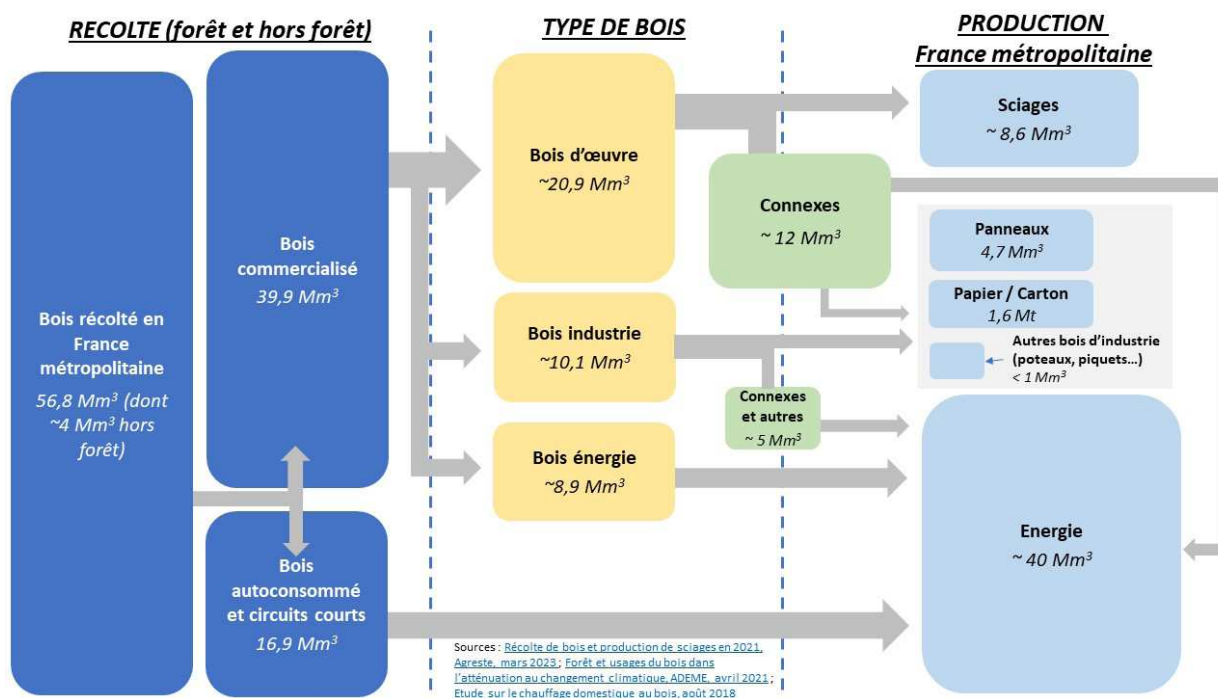 RECOLTE (forêt et hors forêt)
TYPE DE BOIS
PRODUCTION
France métropolitaine
Bois récolté en
France
métropolitaine
56,8 Mm³ (dont
~4 Mm³ hors
forêt)
Bois
commercialisé
39,9 Mm³
Bois
autoconsommé
et circuits courts
16,9 Mm³
Bois d’œuvre
~20,9 Mm³
Bois industrie
~10,1 Mm³
Bois énergie
~8,9 Mm³
Connexes
~ 12 Mm³
Connexes
et autres
~ 5 Mm³
Sciages
~ 8,6 Mm³
Panneaux
4,7 Mm³
Papier / Carton
1,6 Mt
Autres bois d’industrie
(poteaux, piquets…)
< 1 Mm³
Energie
~ 40 Mm³
Sources : Récolte de bois et production de sciages en 2021,
Agreste, mars 2023 ; Forêt et usages du bois dans
l’atténuation au changement climatique, ADEME, avril 2021 ;
Etude sur le chauffage domestique au bois, août 2018